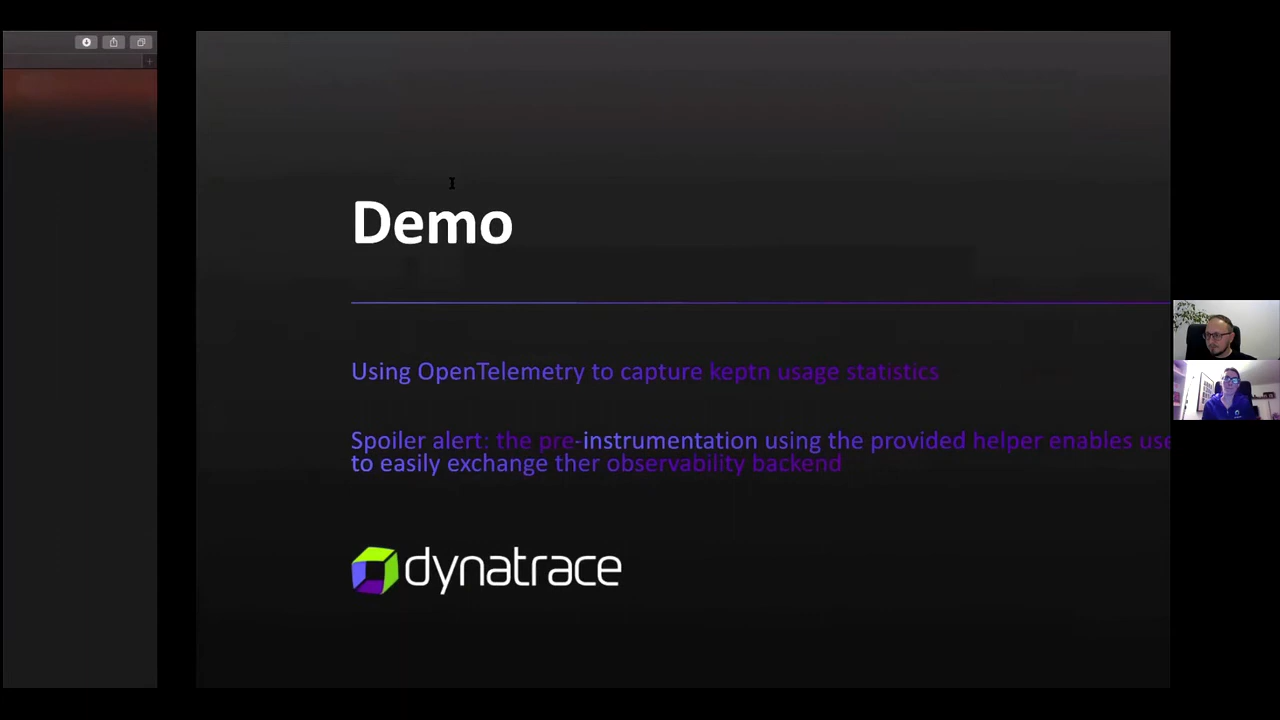 Demo
Using OpenTelemetry to capture keptn usage statistics
Spoiler alert: the pre-instrumentation using the provided helper enables use
to easily exchange ther observability backend
dynatrace